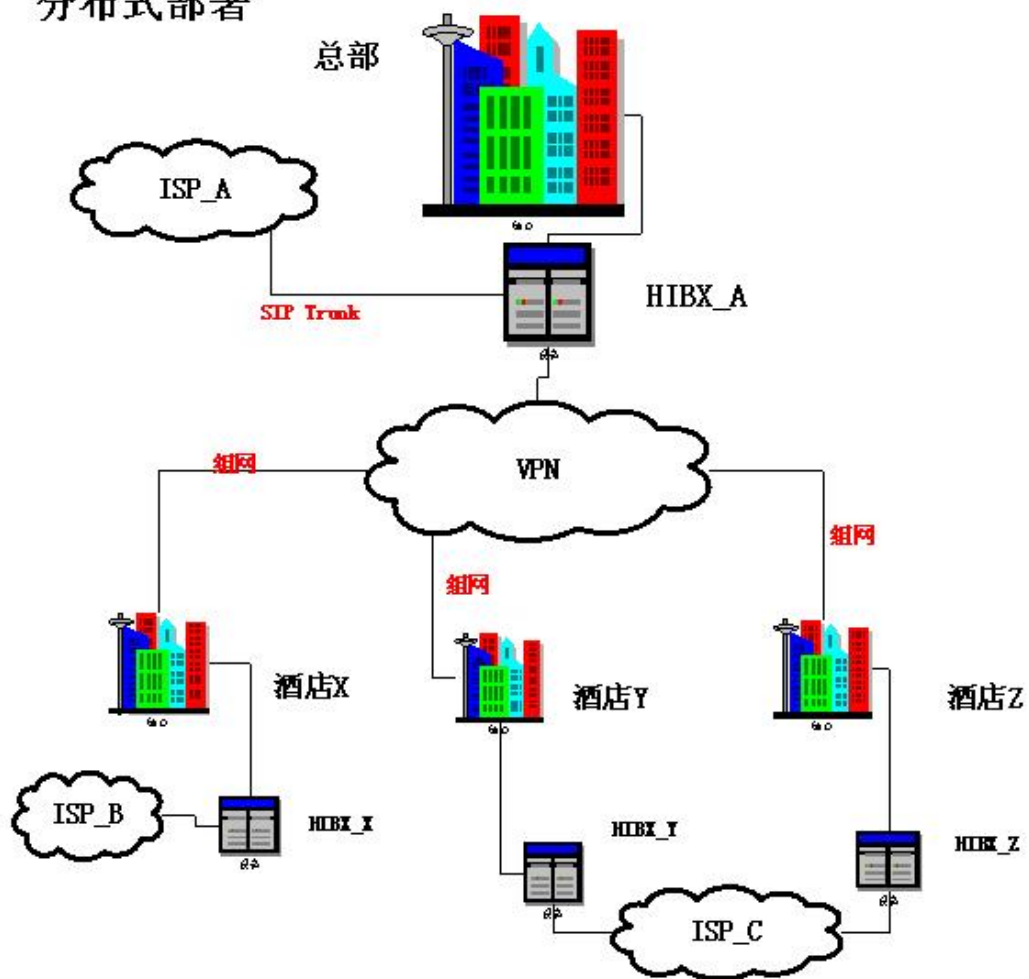 分布式部署
总部
ISP_A
HIBX_A
SIP Trunk
VPN
组网
组网
组网
酒店X
酒店Y
酒店Z
ISP_B
HIBX_X
HIBX_Y
HIBX_Z
ISP_C